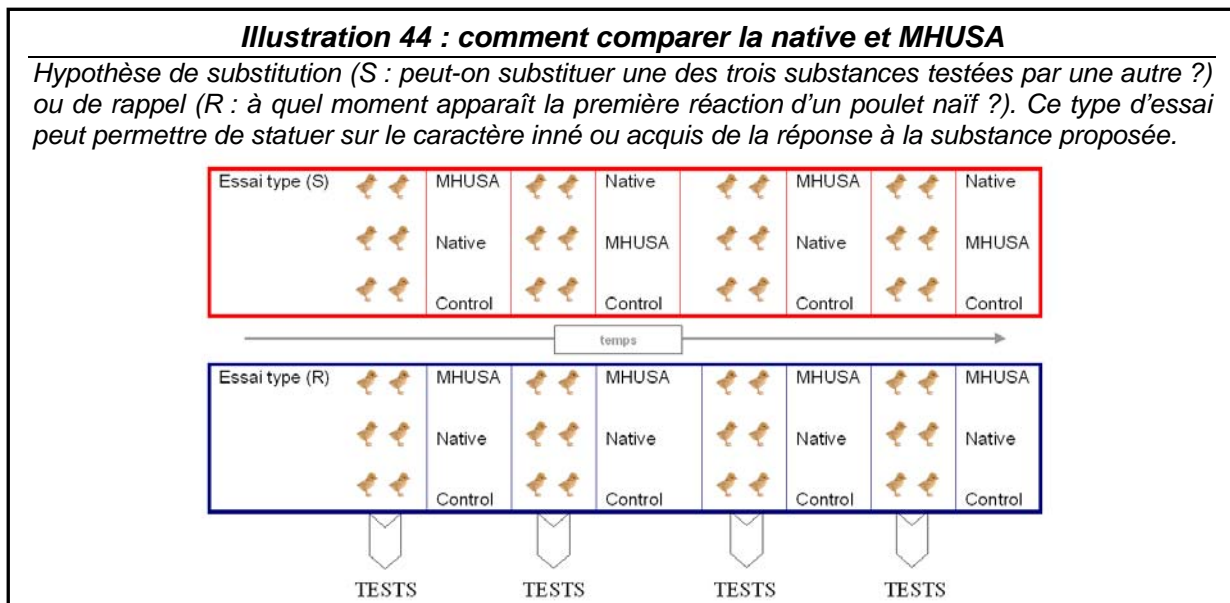 Illustration 44 : comment comparer la native et MHUSA
Hypothèse de substitution (S : peut-on substituer une des trois substances testées par une autre ?)
ou de rappel (R : à quel moment apparaît la première réaction d'un poulet naïf ?). Ce type d'essai
peut permettre de statuer sur le caractère inné ou acquis de la réponse à la substance proposée.
Essai type (S) MHUSA Native MHUSA Native
Native MHUSA Native MHUSA
Control Control Control Control
temps
Essai type (R) MHUSA MHUSA MHUSA MHUSA
Native Native Native Native
Control Control Control Control
TESTS TESTS TESTS TESTS